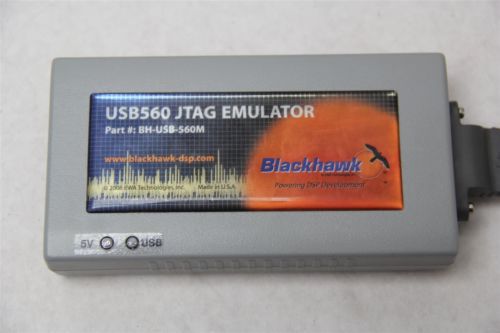 USB560 JTAG EMULATOR
Part #: BH-USB-560M
www.blackhawk-dsp.com
Blackhawk
Powering DSP Development
© 2006 EWA Technologies, Inc. Made in U.S.A.
5V USB